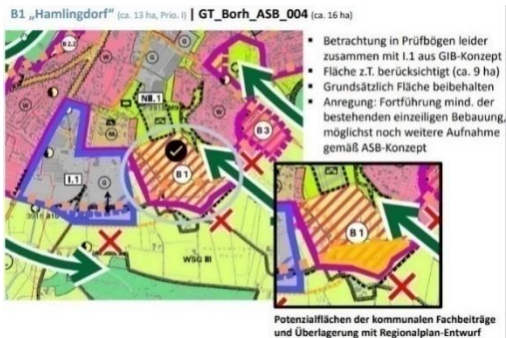 B1 „Hamlingdorf“ (ca. 13 ha, Prio. I) | GT_Borh_ASB_004 (ca. 16 ha)
▪ Betrachtung in Prüfbögen leider
zusammen mit I.1 aus GIB-Konzept
▪ Fläche z.T. berücksichtigt (ca. 9 ha)
▪ Grundsätzlich Fläche beibehalten
▪ Anregung: Fortführung mind. der
bestehenden einzeiligen Bebauung,
möglichst noch weitere Aufnahme
gemäß ASB-Konzept
B2.2
W
W
G
NII.1
B 3
I.1
G
B 1
WSG III
B 1
Potenzialflächen der kommunalen Fachbeiträge
und Überlagerung mit Regionalplan-Entwurf